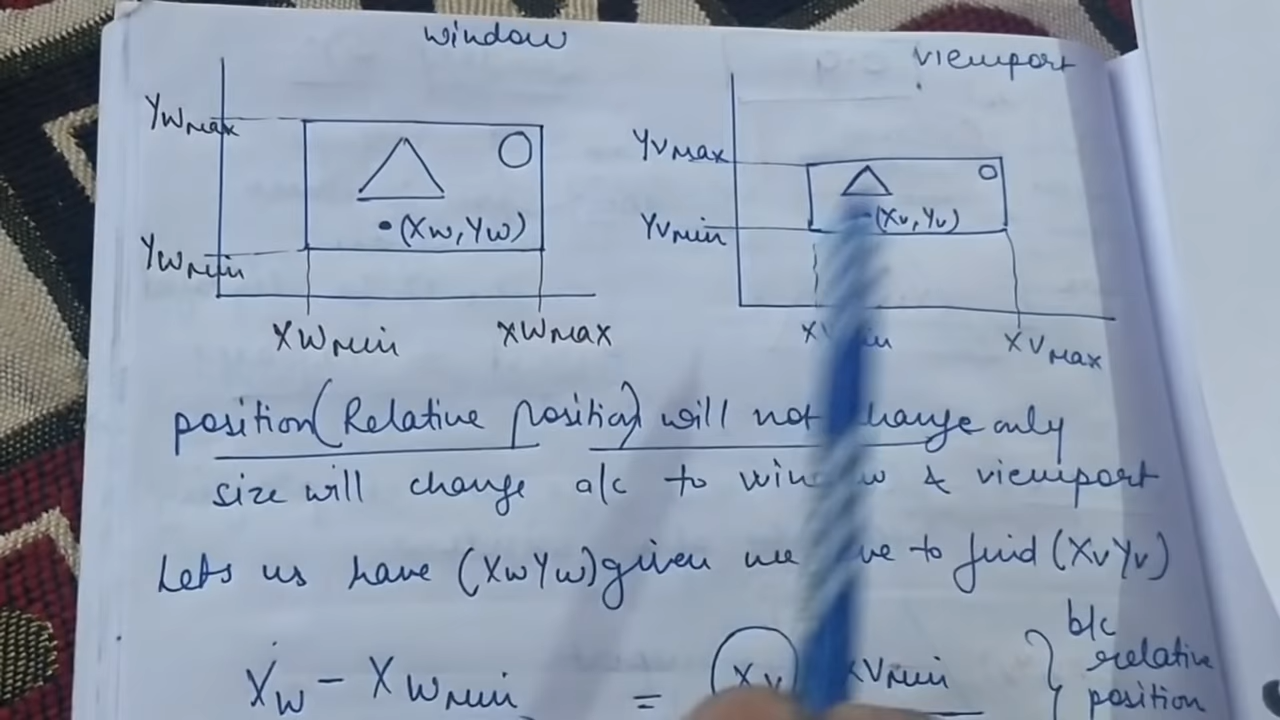 window
viewport
YWmax
YWmin
(Xw, Yw)
XWmin
XWmax
YVmax
YVmin
(Xv, Yv)
XVmax
position (Relative position) will not change only
size will change a/c to window & viewport
Lets us have (XwYw) given we to find (XvYv)
Xw - XWmin = Xv XVmin
b/c
relative
position